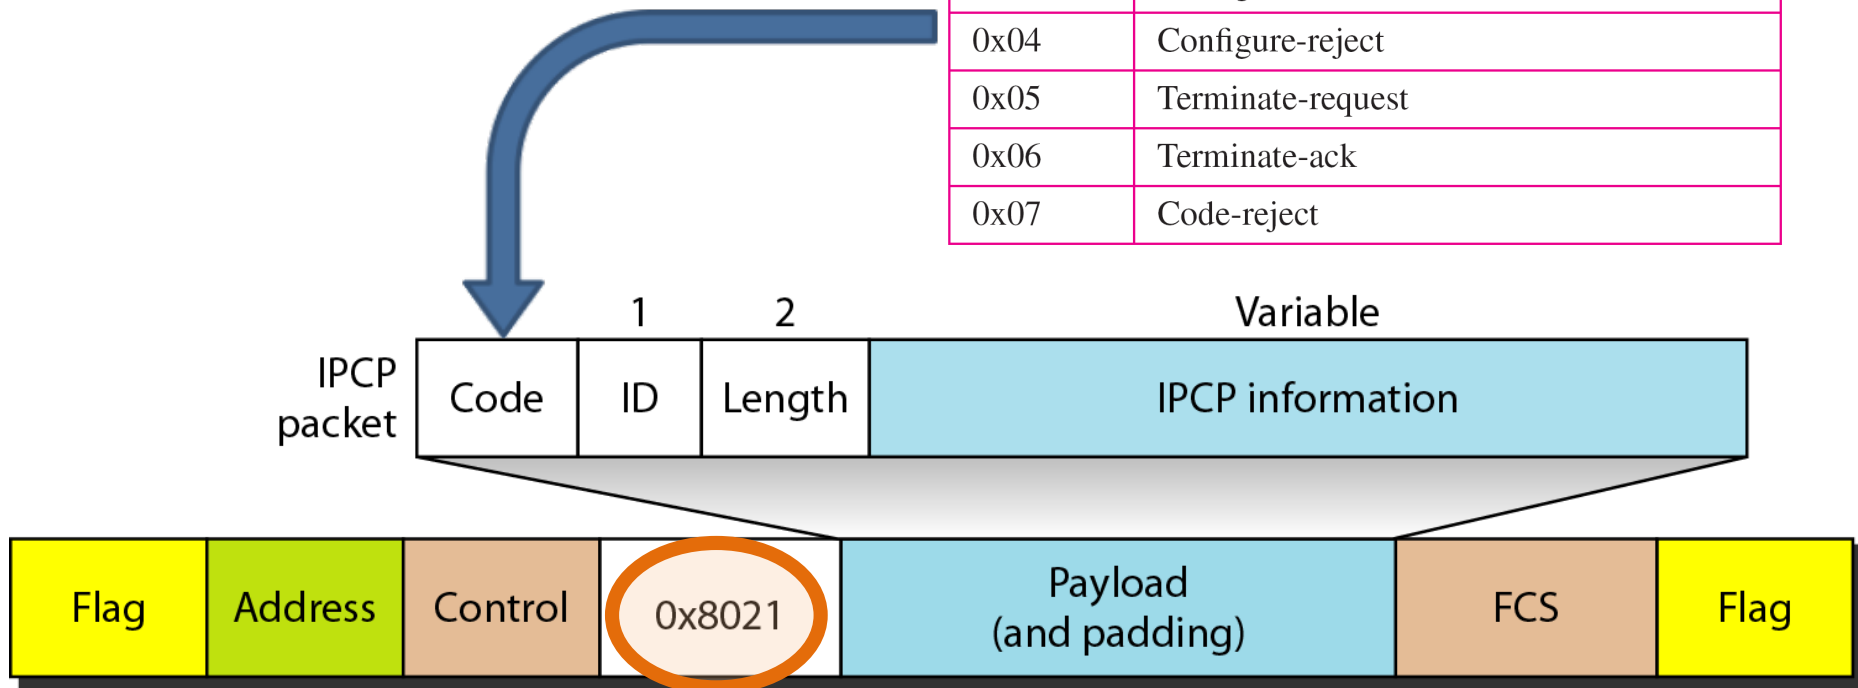 0x04 Configure-reject
0x05 Terminate-request
0x06 Terminate-ack
0x07 Code-reject
1 2 Variable
IPCP
packet
Code ID Length IPCP information
Flag Address Control 0x8021 Payload
(and padding) FCS Flag